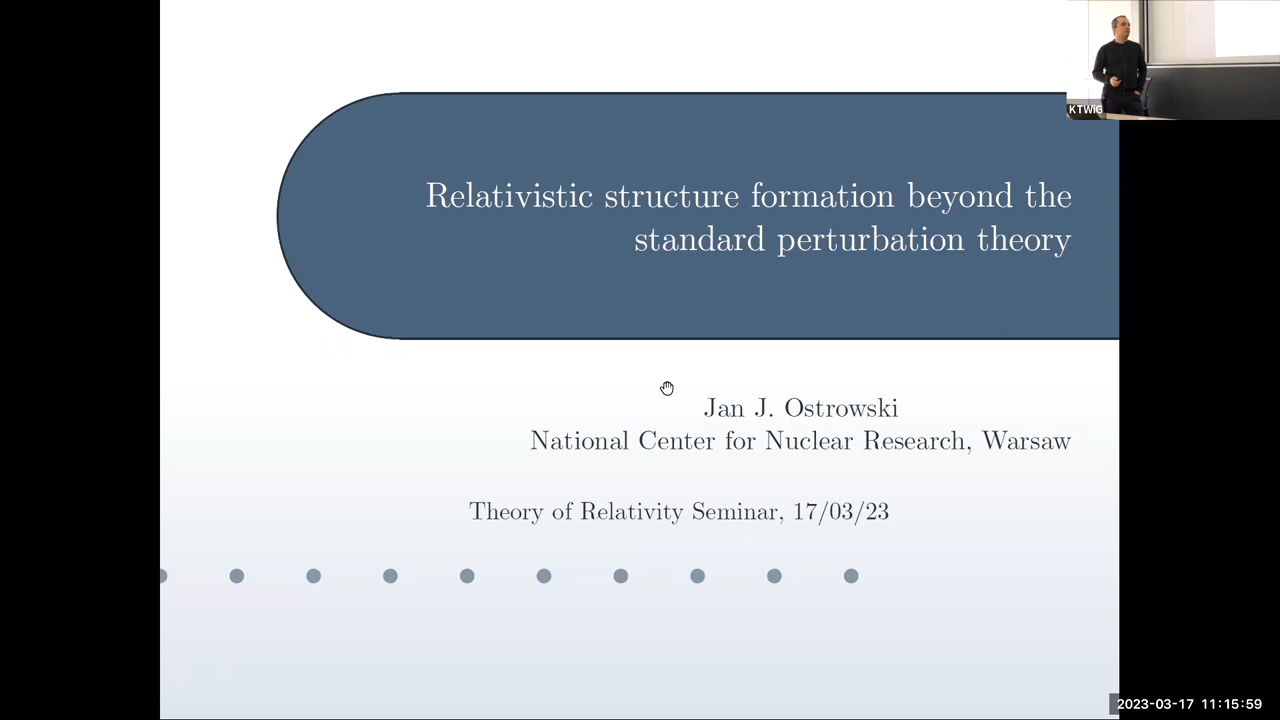 KTWiG
Relativistic structure formation beyond the
standard perturbation theory
Jan J. Ostrowski
National Center for Nuclear Research, Warsaw
Theory of Relativity Seminar, 17/03/23
2023-03-17 11:15:59